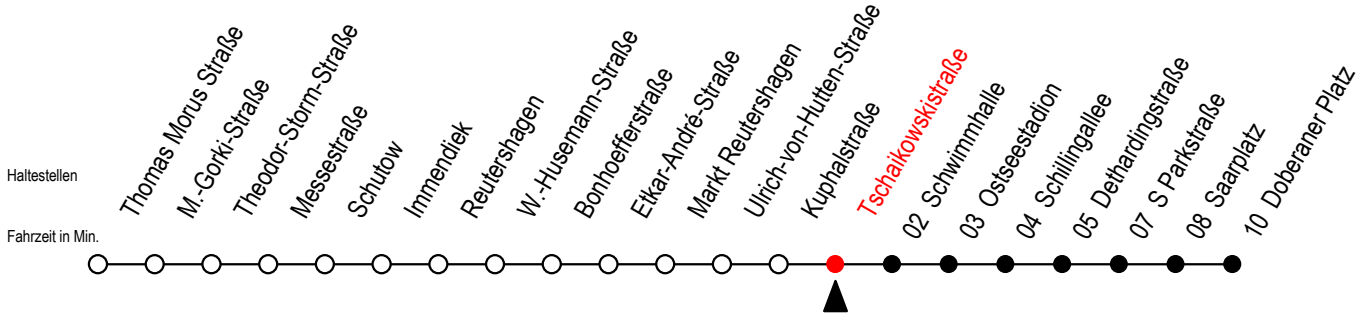 Haltestellen
Fahrzeit in Min.
Thomas Morus Straße
M.-Gorki-Straße
Theodor-Storm-Straße
Messestraße
Schutow
Immendiek
Reutershagen
W.-Husemann-Straße
Bonhoefferstraße
Etkar-André-Straße
Markt Reutershagen
Ulrich-von-Hutten-Straße
Kuphalstraße
Tschaikowskistraße
02 Schwimmhalle
03 Ostseestadion
04 Schillingallee
05 Dethardingstraße
07 S Parkstraße
08 Saarplatz
10 Doberamer Platz